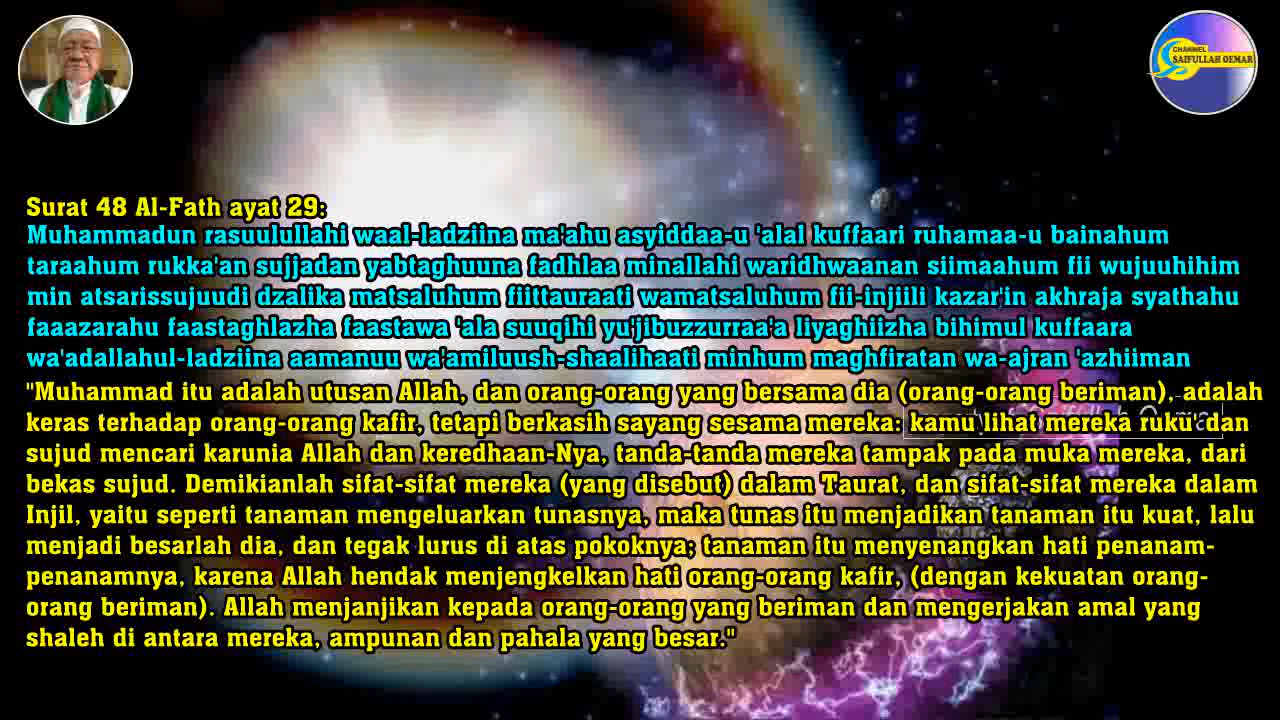 CHANNEL
SAIFULLAH OEMAR
Surat 48 Al-Fath ayat 29:
Muhammadun rasuulullahi waal-ladziina ma'ahu asyiddaa-u 'alal kuffaari ruhamaa-u bainahum
taraahum rukka'an sujjadan yabtaghuuna fadhlaa minallahi waridhwaanan siimaahum fii wujuuhihim
min atsarissujuudi dzalika matsaluhum fiittauraati wamatsaluhum fii-injiili kazar'in akhraja syathahu
faaazarahu faastaghlazha faastawa 'ala suuqihi yu'jibuzzurraa'a liyaghiizha bihimul kuffaara
wa'adallahul-ladziina aamanuu wa'amiluush-shaalihaati minhum maghfiratan wa-ajran 'azhiiman
"Muhammad itu adalah utusan Allah, dan orang-orang yang bersama dia (orang-orang beriman), adalah
keras terhadap orang-orang kafir, tetapi berkasih sayang sesama mereka: kamu lihat mereka ruku' dan
sujud mencari karunia Allah dan keredhaan-Nya, tanda-tanda mereka tampak pada muka mereka, dari
bekas sujud. Demikianlah sifat-sifat mereka (yang disebut) dalam Taurat, dan sifat-sifat mereka dalam
Injil, yaitu seperti tanaman mengeluarkan tunasnya, maka tunas itu menjadikan tanaman itu kuat, lalu
menjadi besarlah dia, dan tegak lurus di atas pokoknya; tanaman itu menyenangkan hati penanam-
penanamnya, karena Allah hendak menjengkelkan hati orang-orang kafir, (dengan kekuatan orang-
orang beriman). Allah menjanjikan kepada orang-orang yang beriman dan mengerjakan amal yang
shaleh di antara mereka, ampunan dan pahala yang besar."